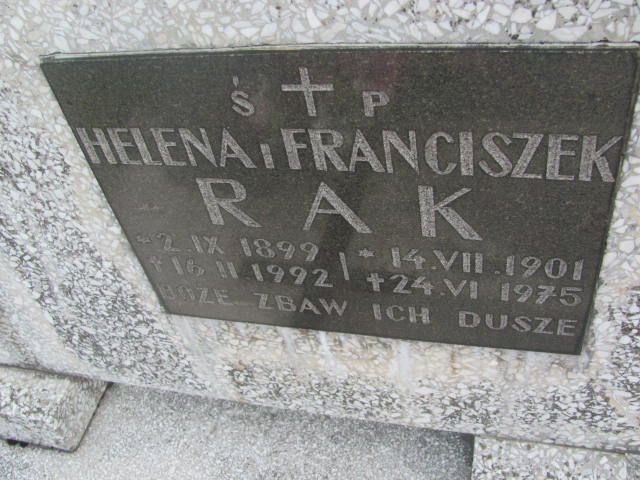 Ś + P
HELENA i FRANCISZEK
RAK
* 2 IX 1899 | * 14.VII.1901
+ 16 II 1992 | + 24.VI 1975
BOŻE ZBAW ICH DUSZE